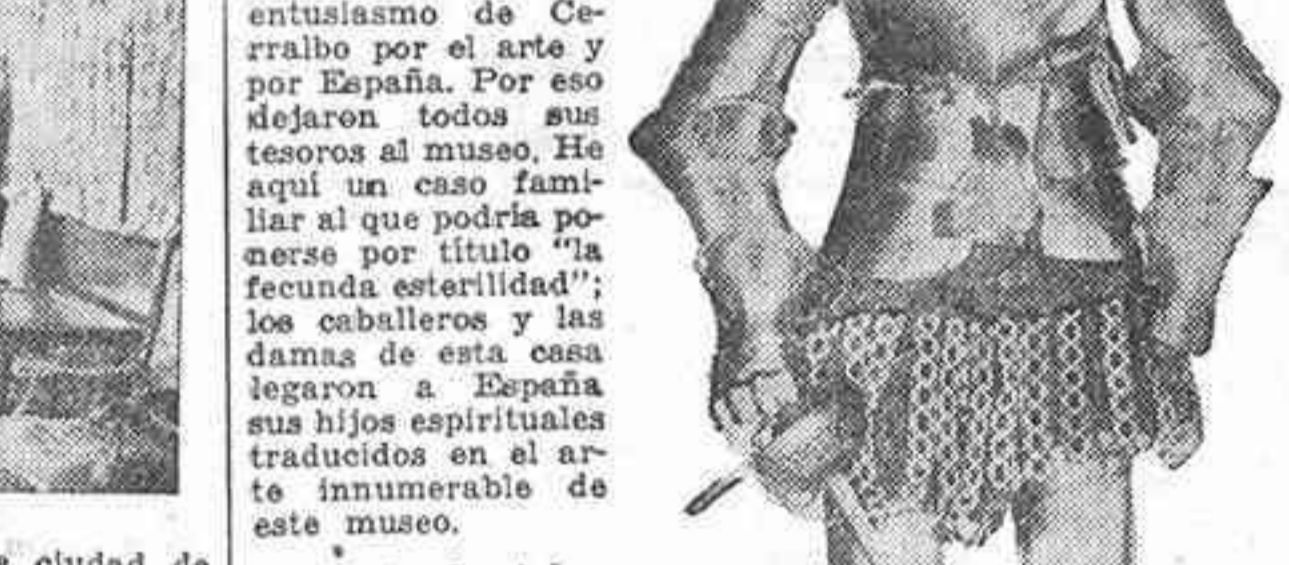 entusiasmo de Ce-
rralbo por el arte y
por España. Por eso
dejaron todos sus
tesoros al museo. He
aquí un caso fami-
liar al que podría po-
nerse por título "la
fecunda esterilidad";
los caballeros y las
damas de esta casa
legaron a España
sus hijos espirituales
traducidos en el ar-
te innumerable de
este museo.
ciudad de